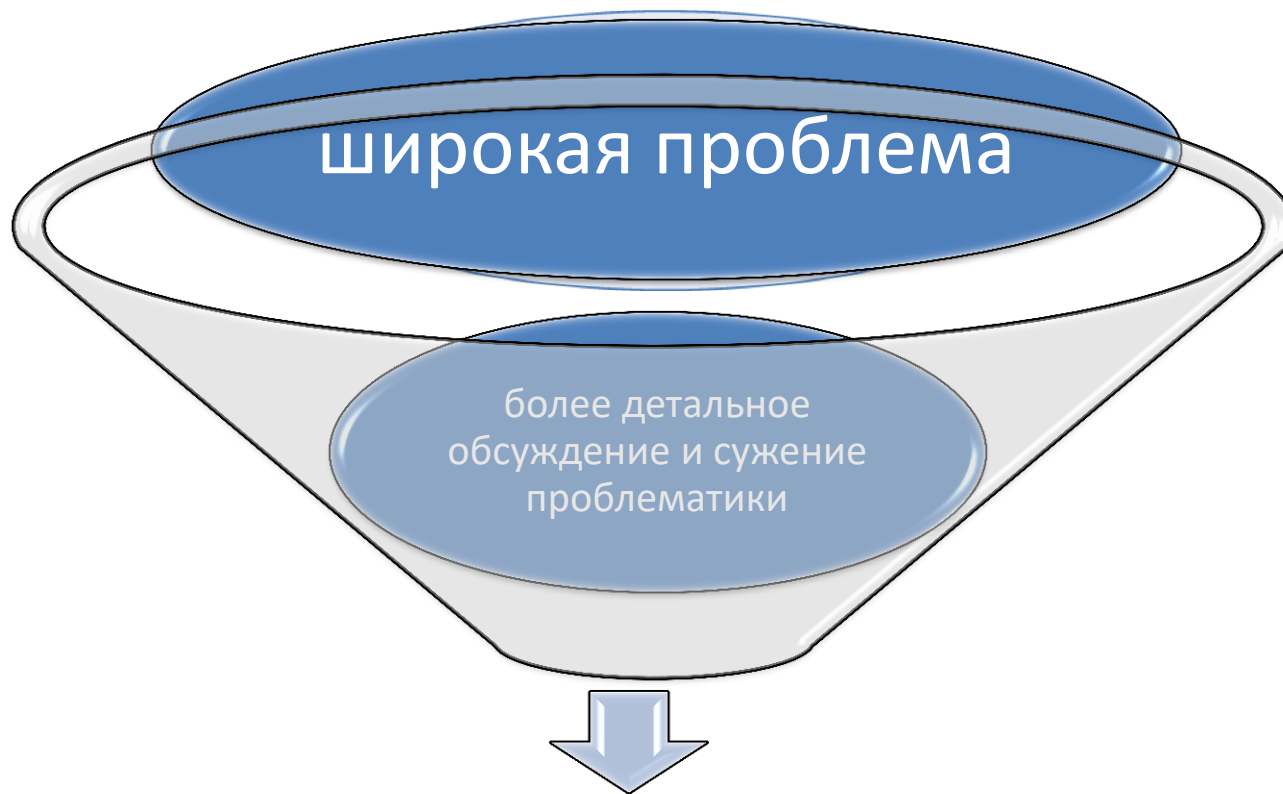 широкая проблема
более детальное
обсуждение и сужение
проблематики